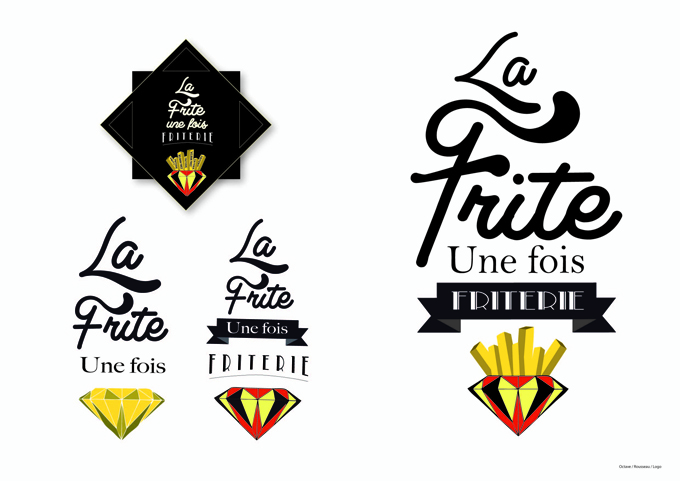 La
Frite
une fois
FRITERIE
La
Frite
Une fois
La
Frite
Une fois
FRITERIE
La
Frite
Une fois
FRITERIE
Octave / Rousseau / Logo